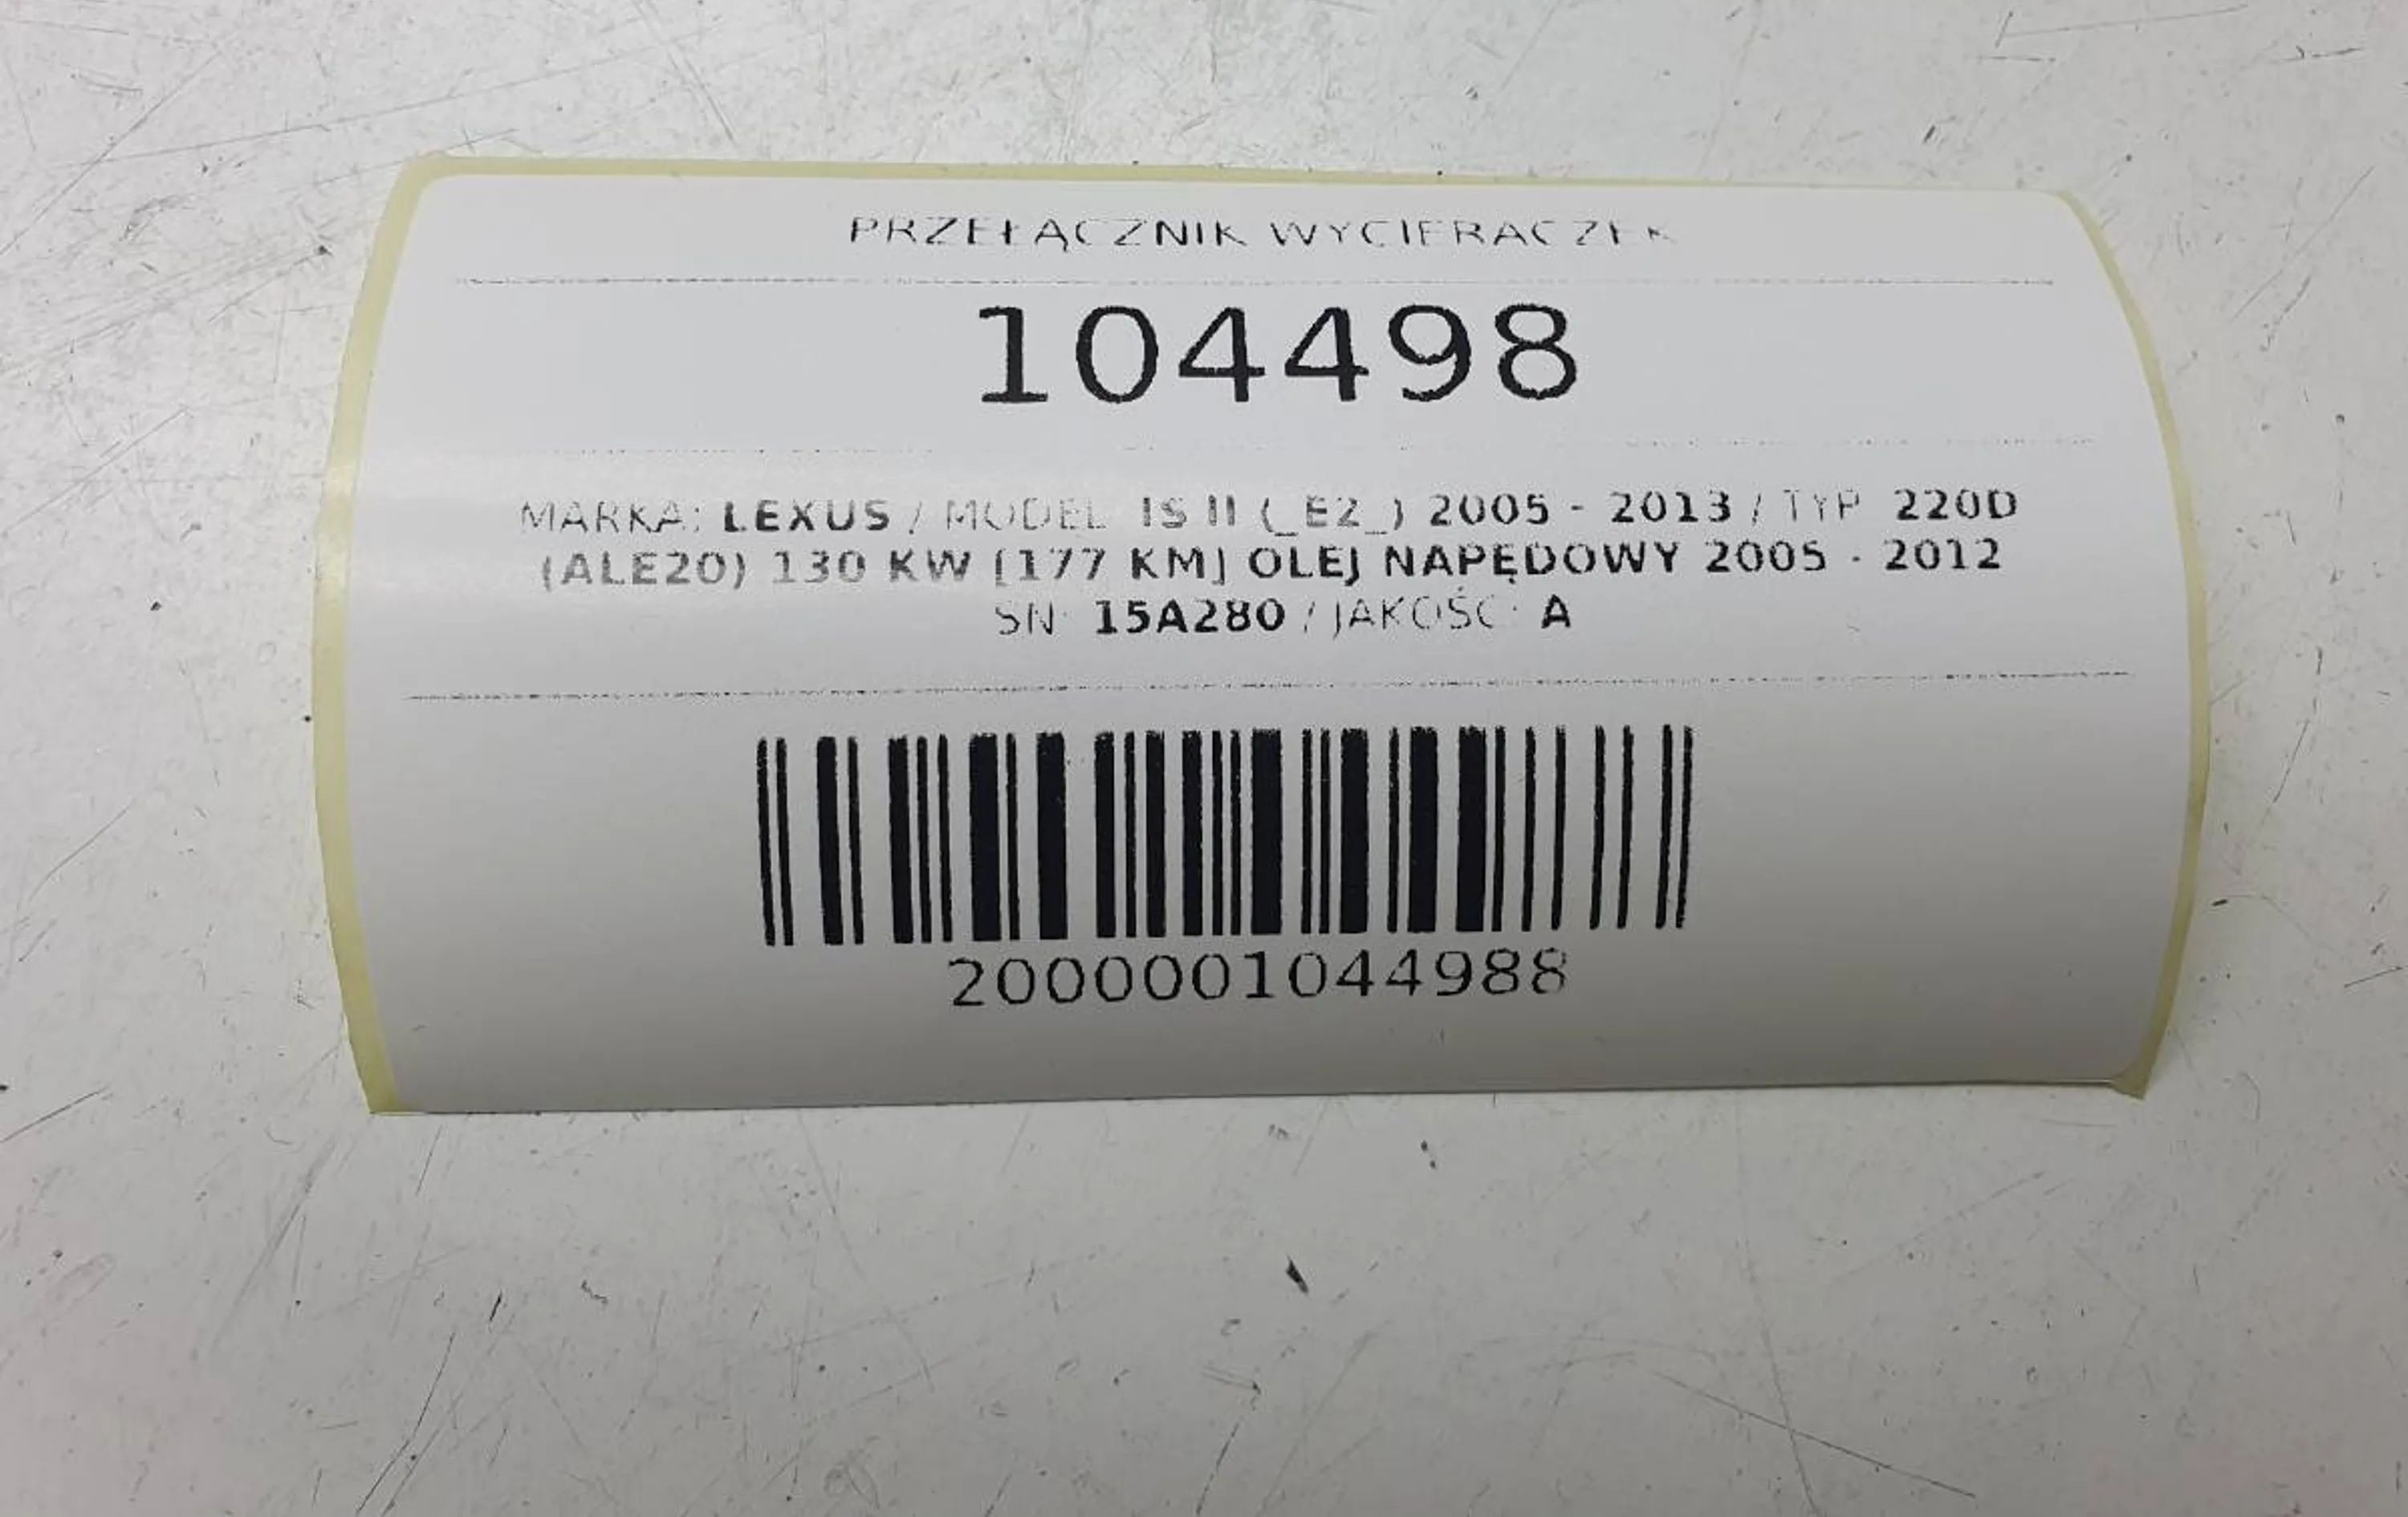 PRZEŁĄCZNIK WYCIERACZEK
104498
MARKA: LEXUS / MODEL: IS II (_E2_) 2005 - 2013 / TYP: 220D
(ALE20) 130 KW [177 KM] OLEJ NAPĘDOWY 2005 - 2012
SN: 15A280 / JAKOŚĆ: A
2000001044988